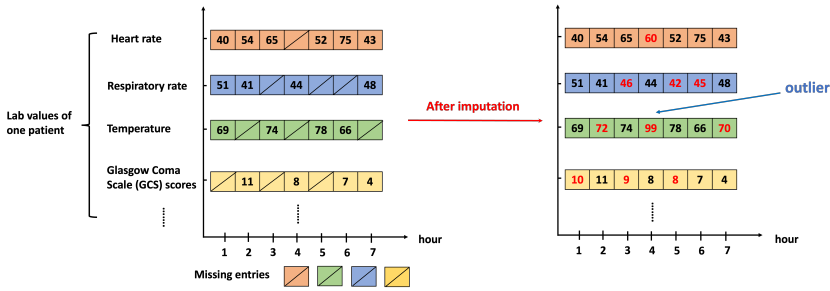 Lab values of
one patient
Heart rate
40 54 65 52 75 43
Respiratory rate
51 41 44 48
Temperature
69 74 78 66
Glasgow Coma
Scale (GCS) scores
11 8 7 4
1 2 3 4 5 6 7
hour
Missing entries
After imputation
40 54 65 60 52 75 43
51 41 46 44 42 45 48
69 72 74 99 78 66 70
10 11 9 8 8 7 4
1 2 3 4 5 6 7
hour
outlier